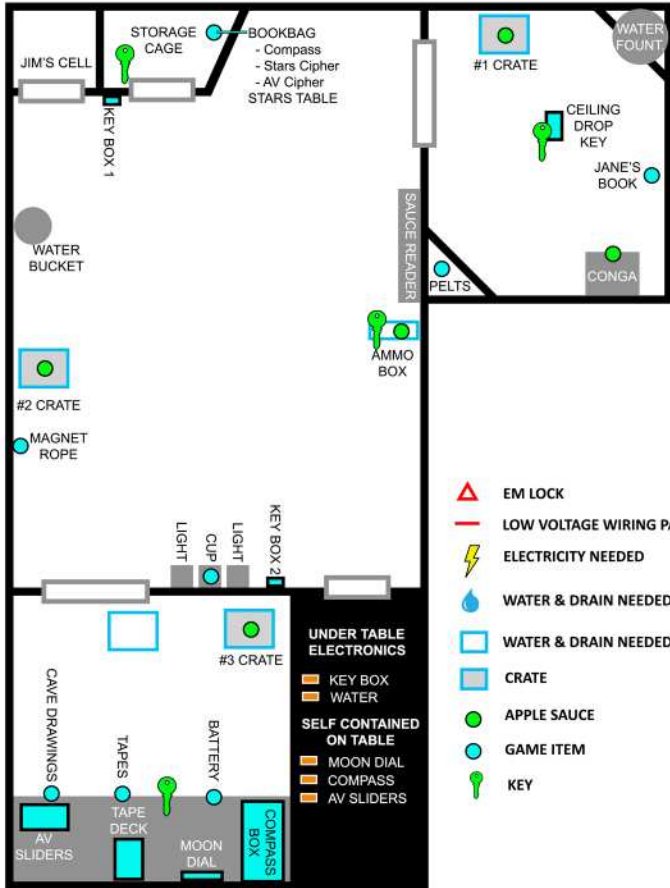 STORAGE
CAGE
BOOKBAG
- Compass
- Stars Cipher
- AV Cipher
STARS TABLE
JIM'S CELL
KEY BOX 1
#1 CRATE
WATER
FOUNT.
CEILING
DROP
KEY
JANE'S
BOOK
SAUCE READER
WATER
BUCKET
PELTS
CONGA
AMMO
BOX
#2 CRATE
MAGNET
ROPE
LIGHT
CUP
LIGHT
KEY BOX 2
EM LOCK
LOW VOLTAGE WIRING PA
ELECTRICITY NEEDED
WATER & DRAIN NEEDED
WATER & DRAIN NEEDED
CRATE
APPLE SAUCE
GAME ITEM
KEY
#3 CRATE
UNDER TABLE
ELECTRONICS
KEY BOX
WATER
SELF CONTAINED
ON TABLE
MOON DIAL
COMPASS
AV SLIDERS
CAVE DRAWINGS
TAPES
BATTERY
AV
SLIDERS
TAPE
DECK
MOON
DIAL
COMPASS
BOX